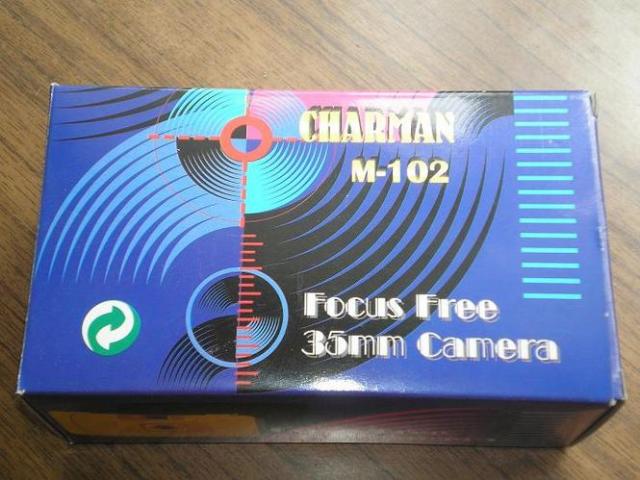 CHARMAN
M-102
Focus Free
35mm Camera